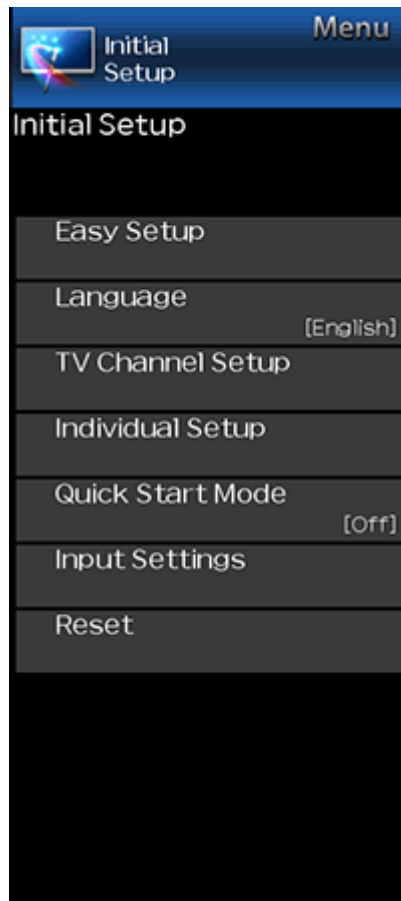 Menu
Initial
Setup
Initial Setup
Easy Setup
Language
[English]
TV Channel Setup
Individual Setup
Quick Start Mode
[Off]
Input Settings
Reset